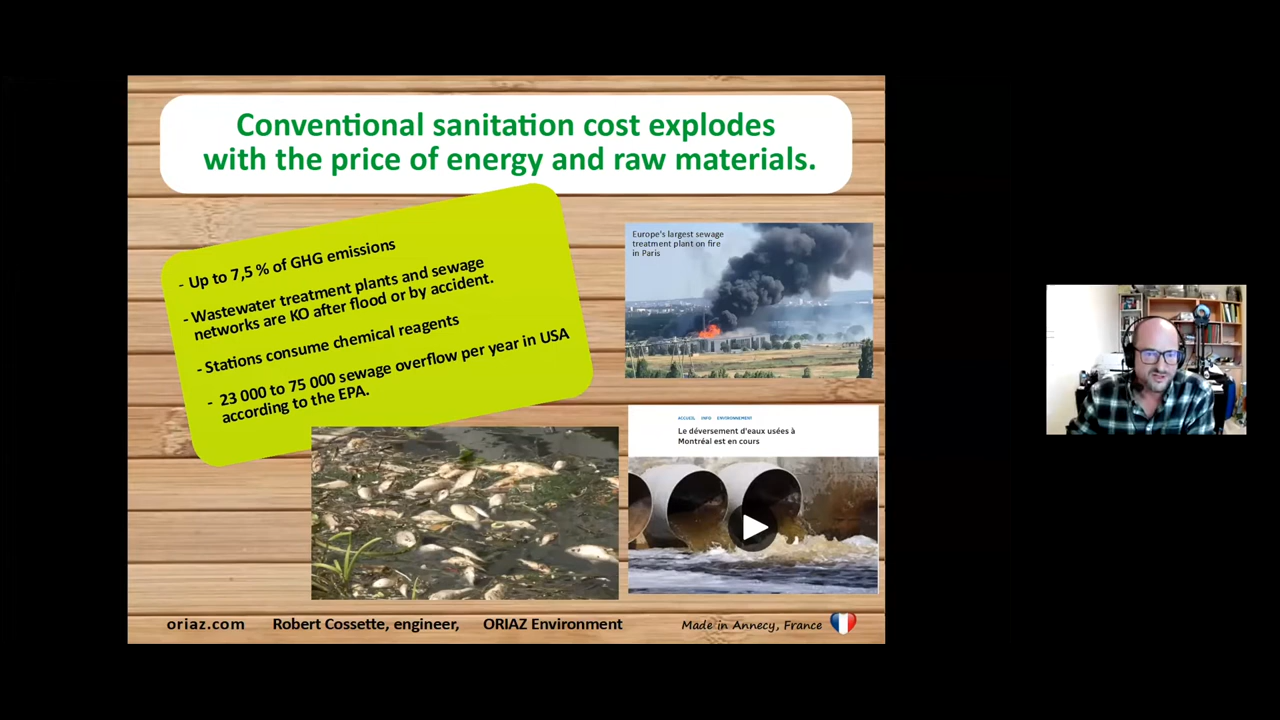 Conventional sanitation cost explodes
with the price of energy and raw materials.
- Up to 7,5 % of GHG emissions
- Wastewater treatment plants and sewage
networks are KO after flood or by accident.
- Stations consume chemical reagents
- 23 000 to 75 000 sewage overflow per year in USA
according to the EPA.
Europe's largest sewage
treatment plant on fire
in Paris
ACCUEIL INFO ENVIRONNEMENT
Le déversement d'eaux usées à
Montréal est en cours
oriaz.com Robert Cossette, engineer, ORIAZ Environment Made in Annecy, France